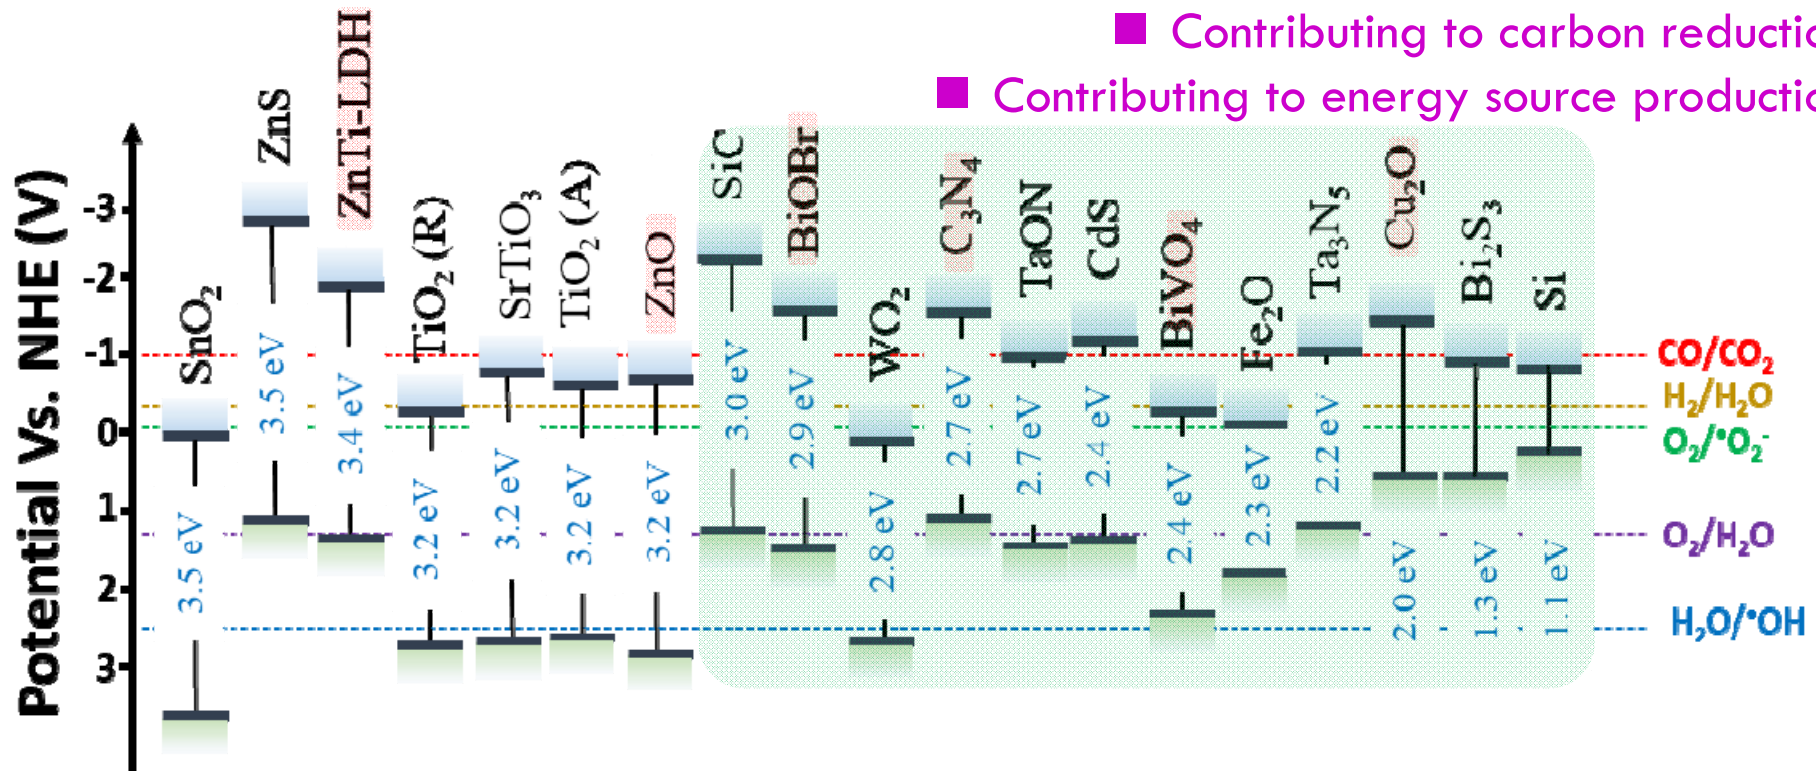 ■ Contributing to carbon reductio
■ Contributing to energy source productio
Potential Vs. NHE (V)
-3
-2
-1
0
1
2
3
SnO₂
ZnS
ZnTi-LDH
TiO₂ (R)
SrTiO₃
TiO₂ (A)
ZnO
SiC
BiOBr
WO₂
C₃N₄
TaON
CdS
BiVO₄
Fe₂O
Ta₃N₅
Cu₂O
Bi₂S₃
Si
3.5 eV
3.5 eV
3.4 eV
3.2 eV
3.2 eV
3.2 eV
3.2 eV
3.0 eV
2.9 eV
2.8 eV
2.7 eV
2.7 eV
2.4 eV
2.4 eV
2.3 eV
2.2 eV
2.0 eV
1.3 eV
1.1 eV
CO/CO₂
H₂/H₂O
O₂/•O₂⁻
O₂/H₂O
H₂O/•OH